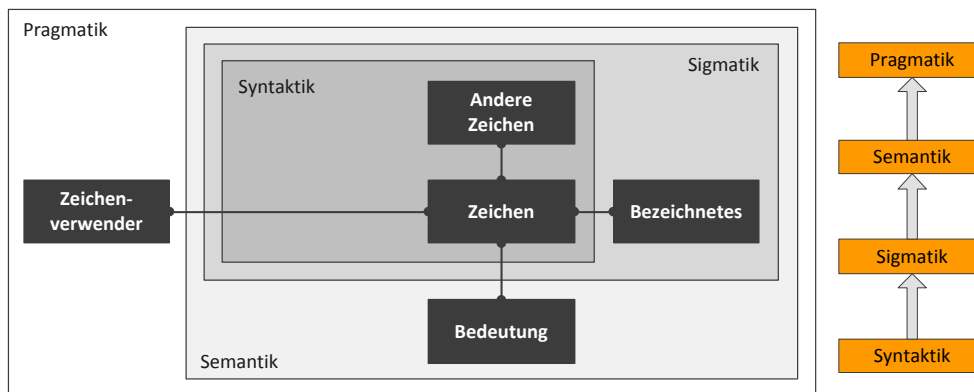 Pragmatik
Sigmatik
Syntaktik
Andere
Zeichen
Zeichen-
verwender
Zeichen
Bezeichnetes
Bedeutung
Semantik
Pragmatik
Semantik
Sigmatik
Syntaktik